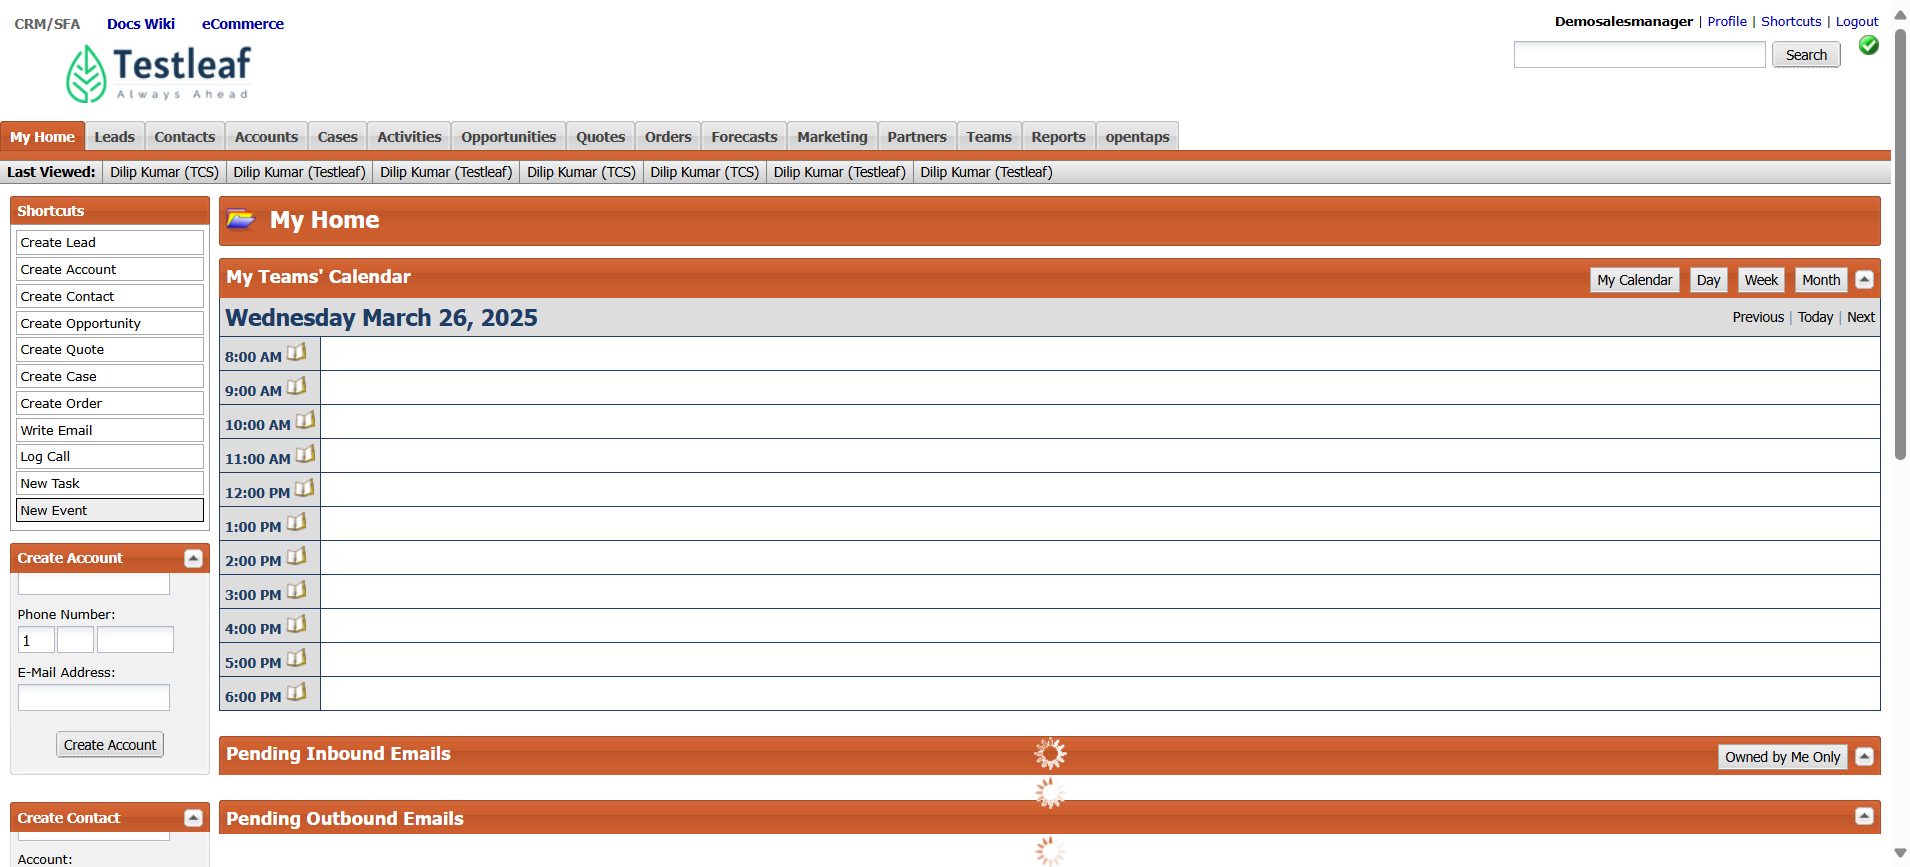 CRM/SFA Docs Wiki eCommerce
Demosalesmanager | Profile | Shortcuts | Logout
Search
Testleaf
Always Ahead
My Home Leads Contacts Accounts Cases Activities Opportunities Quotes Orders Forecasts Marketing Partners Teams Reports opentaps
Last Viewed: Dilip Kumar (TCS) Dilip Kumar (Testleaf) Dilip Kumar (Testleaf) Dilip Kumar (TCS) Dilip Kumar (TCS) Dilip Kumar (Testleaf) Dilip Kumar (Testleaf)
Shortcuts
Create Lead
Create Account
Create Contact
Create Opportunity
Create Quote
Create Case
Create Order
Write Email
Log Call
New Task
New Event
Create Account
Phone Number:
1
E-Mail Address:
Create Account
Create Contact
Account:
My Home
My Teams' Calendar
My Calendar Day Week Month
Wednesday March 26, 2025
Previous | Today | Next
8:00 AM
9:00 AM
10:00 AM
11:00 AM
12:00 PM
1:00 PM
2:00 PM
3:00 PM
4:00 PM
5:00 PM
6:00 PM
Pending Inbound Emails
Owned by Me Only
Pending Outbound Emails